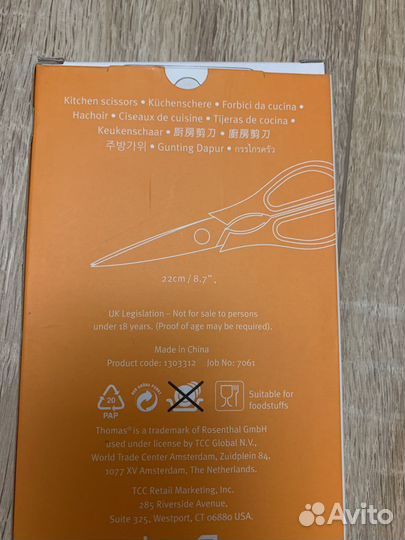 Kitchen scissors • Küchenschere • Forbici da cucina •
Hachoir • Ciseaux de cuisine • Tijeras de cocina •
Keukenschaar • 厨房剪刀 • 廚房剪刀
주방가위 • Gunting Dapur • กรรไกรครัว
22cm / 8.7".
UK Legislation – Not for sale to persons
under 18 years. (Proof of age may be required).
Made in China
Product code: 1303312 Job No: 7061
20
PAP
Suitable for
foodstuffs
Thomas® is a trademark of Rosenthal GmbH
used under license by TCC Global N.V.,
World Trade Center Amsterdam, Zuidplein 84,
1077 XV Amsterdam, The Netherlands.
TCC Retail Marketing, Inc.
285 Riverside Avenue,
Suite 325, Westport, CT 06880 USA.
Avito